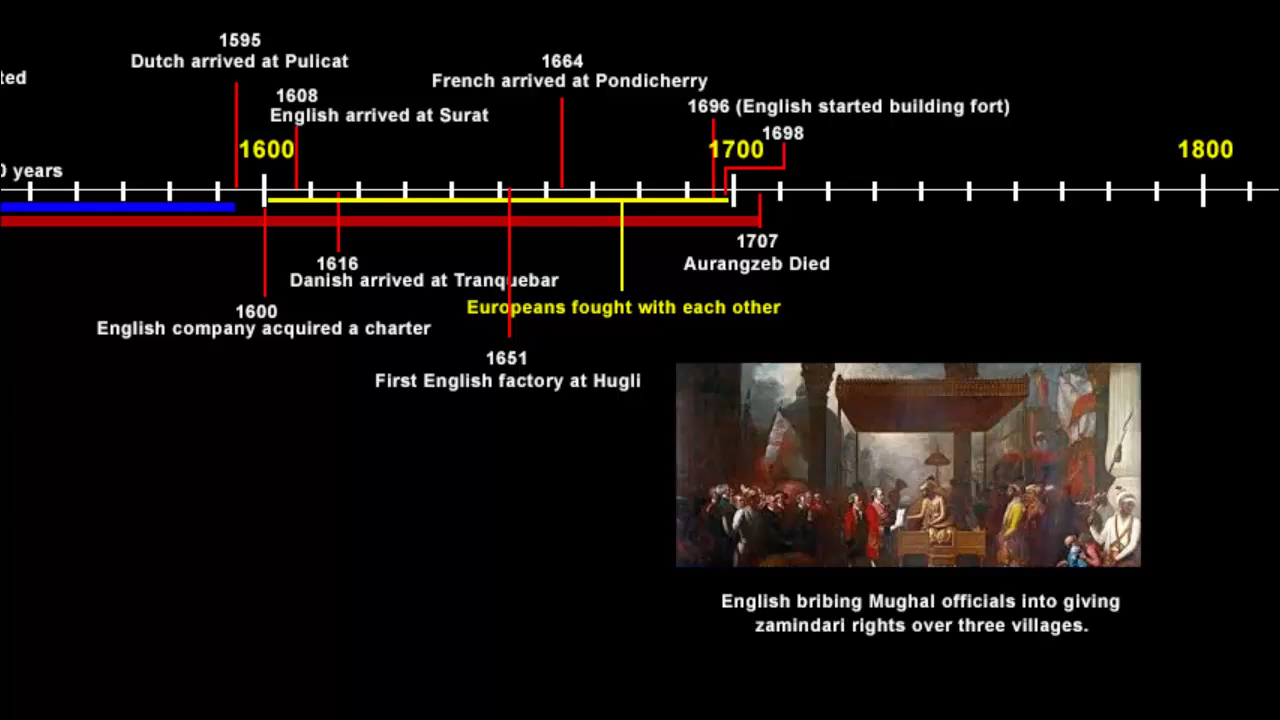 1595
Dutch arrived at Pulicat
ted
1664
French arrived at Pondicherry
1608
English arrived at Surat
1696 (English started building fort)
1698
1600
1700
1800
years
1707
Aurangzeb Died
1616
Danish arrived at Tranquebar
1600
English company acquired a charter
Europeans fought with each other
1651
First English factory at Hugli
English bribing Mughal officials into giving
zamindari rights over three villages.